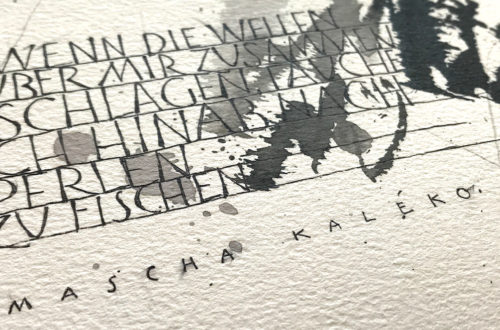 WENN DIE WELLEN
ÜBER MIR ZUSAMMEN
SCHLAGEN, TAUCHE
ICH HINAB NACH
PERLEN
ZU FISCHEN
MASCHA KALÉKO.